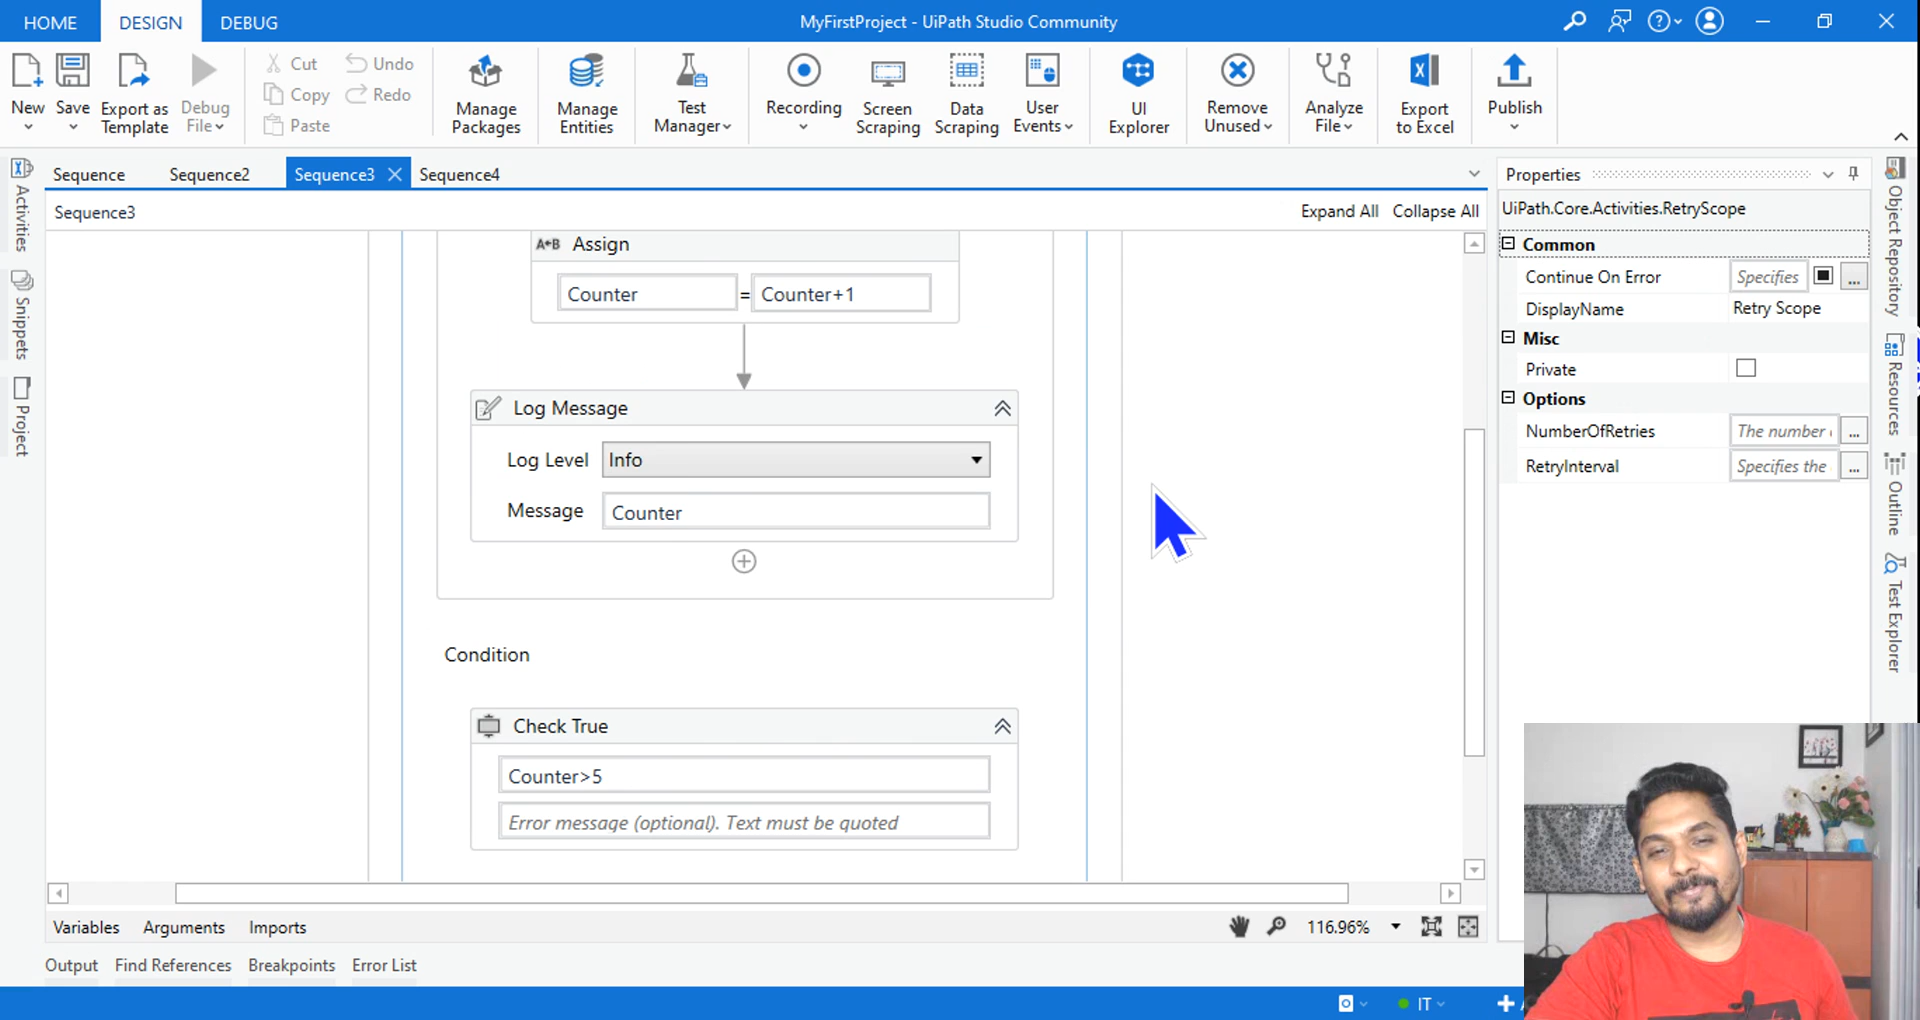 HOME DESIGN DEBUG MyFirstProject - UiPath Studio Community
New Save Export as Template Debug File Cut Copy Paste Undo Redo Manage Packages Manage Entities Test Manager Recording Screen Scraping Data Scraping User Events UI Explorer Remove Unused Analyze File Export to Excel Publish
Sequence Sequence2 Sequence3 Sequence4
Sequence3 Expand All Collapse All
Activities
Snippets
Project
A+B Assign
Counter = Counter+1
Log Message
Log Level Info
Message Counter
Condition
Check True
Counter>5
Error message (optional). Text must be quoted
Properties
UiPath.Core.Activities.RetryScope
Common
Continue On Error Specifies ...
DisplayName Retry Scope
Misc
Private
Options
NumberOfRetries The number ...
RetryInterval Specifies the ...
Object Repository
Resources
Outline
Test Explorer
Variables Arguments Imports 116.96%
Output Find References Breakpoints Error List
IT